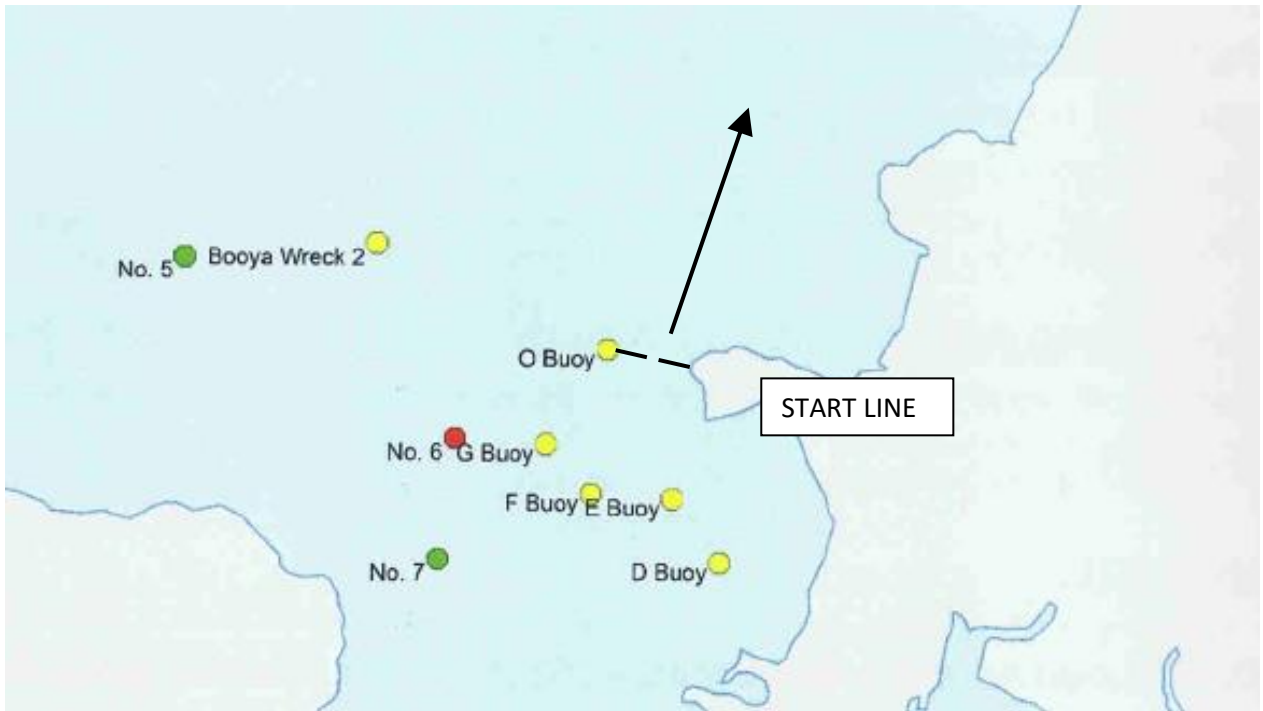 Booya Wreck 2
No. 5
O Buoy
START LINE
No. 6
G Buoy
F Buoy
E Buoy
No. 7
D Buoy